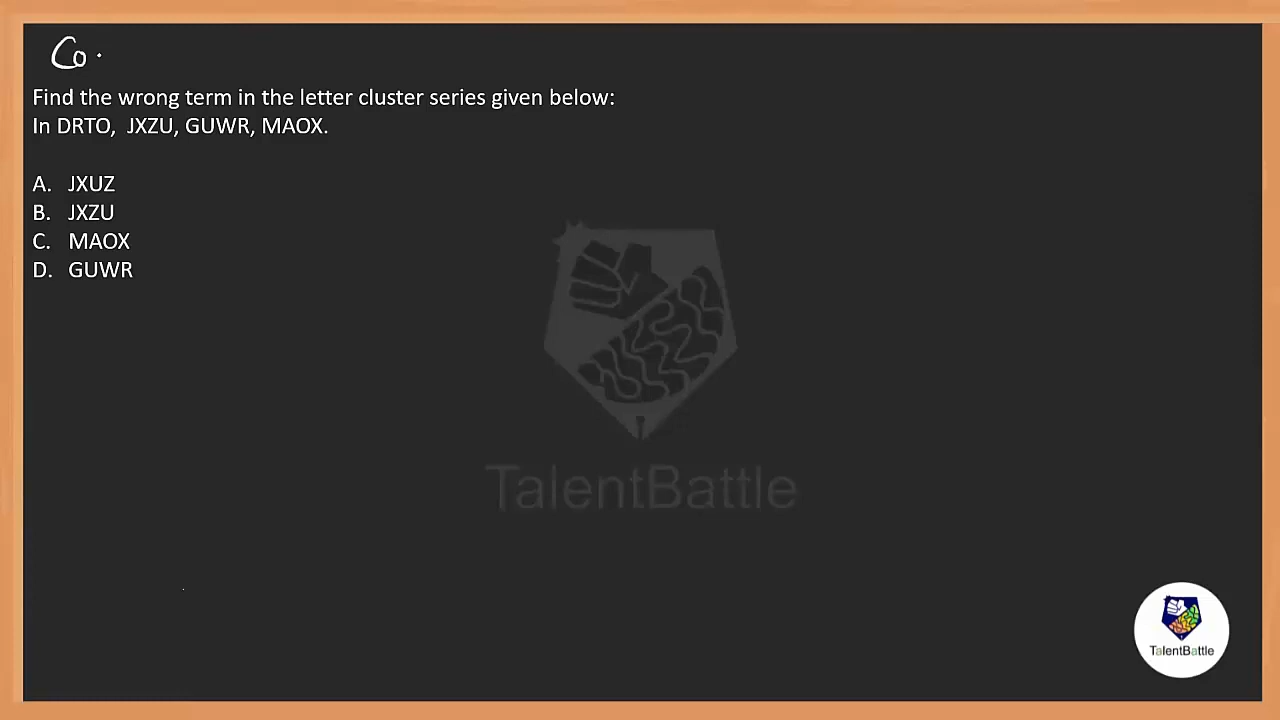 Co.
Find the wrong term in the letter cluster series given below:
In DRTO, JXZU, GUWR, MAOX.
A. JXUZ
B. JXZU
C. MAOX
D. GUWR
TalentBattle
TalentBattle